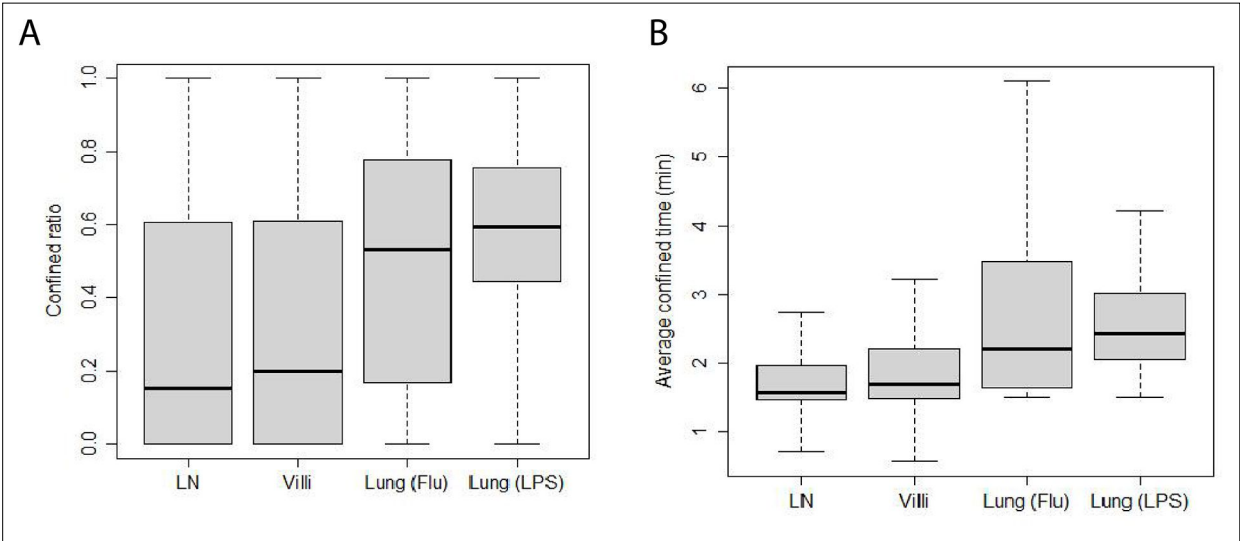 A
Confined ratio
1.0
0.8
0.6
0.4
0.2
0.0
LN Villi Lung (Flu) Lung (LPS)
B
Average confined time (min)
6
5
4
3
2
1
LN Villi Lung (Flu) Lung (LPS)